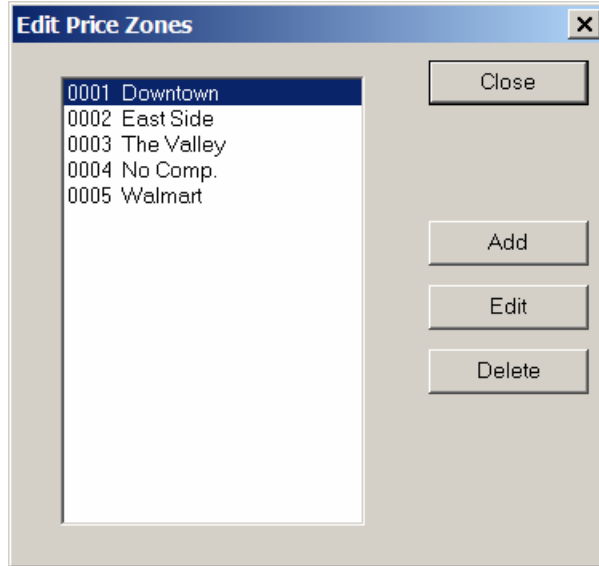 Edit Price Zones
0001 Downtown
0002 East Side
0003 The Valley
0004 No Comp.
0005 Walmart
Close
Add
Edit
Delete